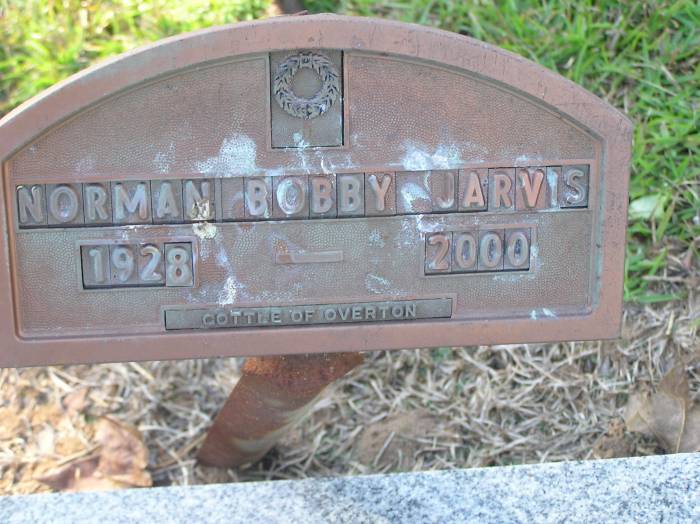 NORMAN BOBBY JARVIS
1928 — 2000
COTTLE OF OVERTON